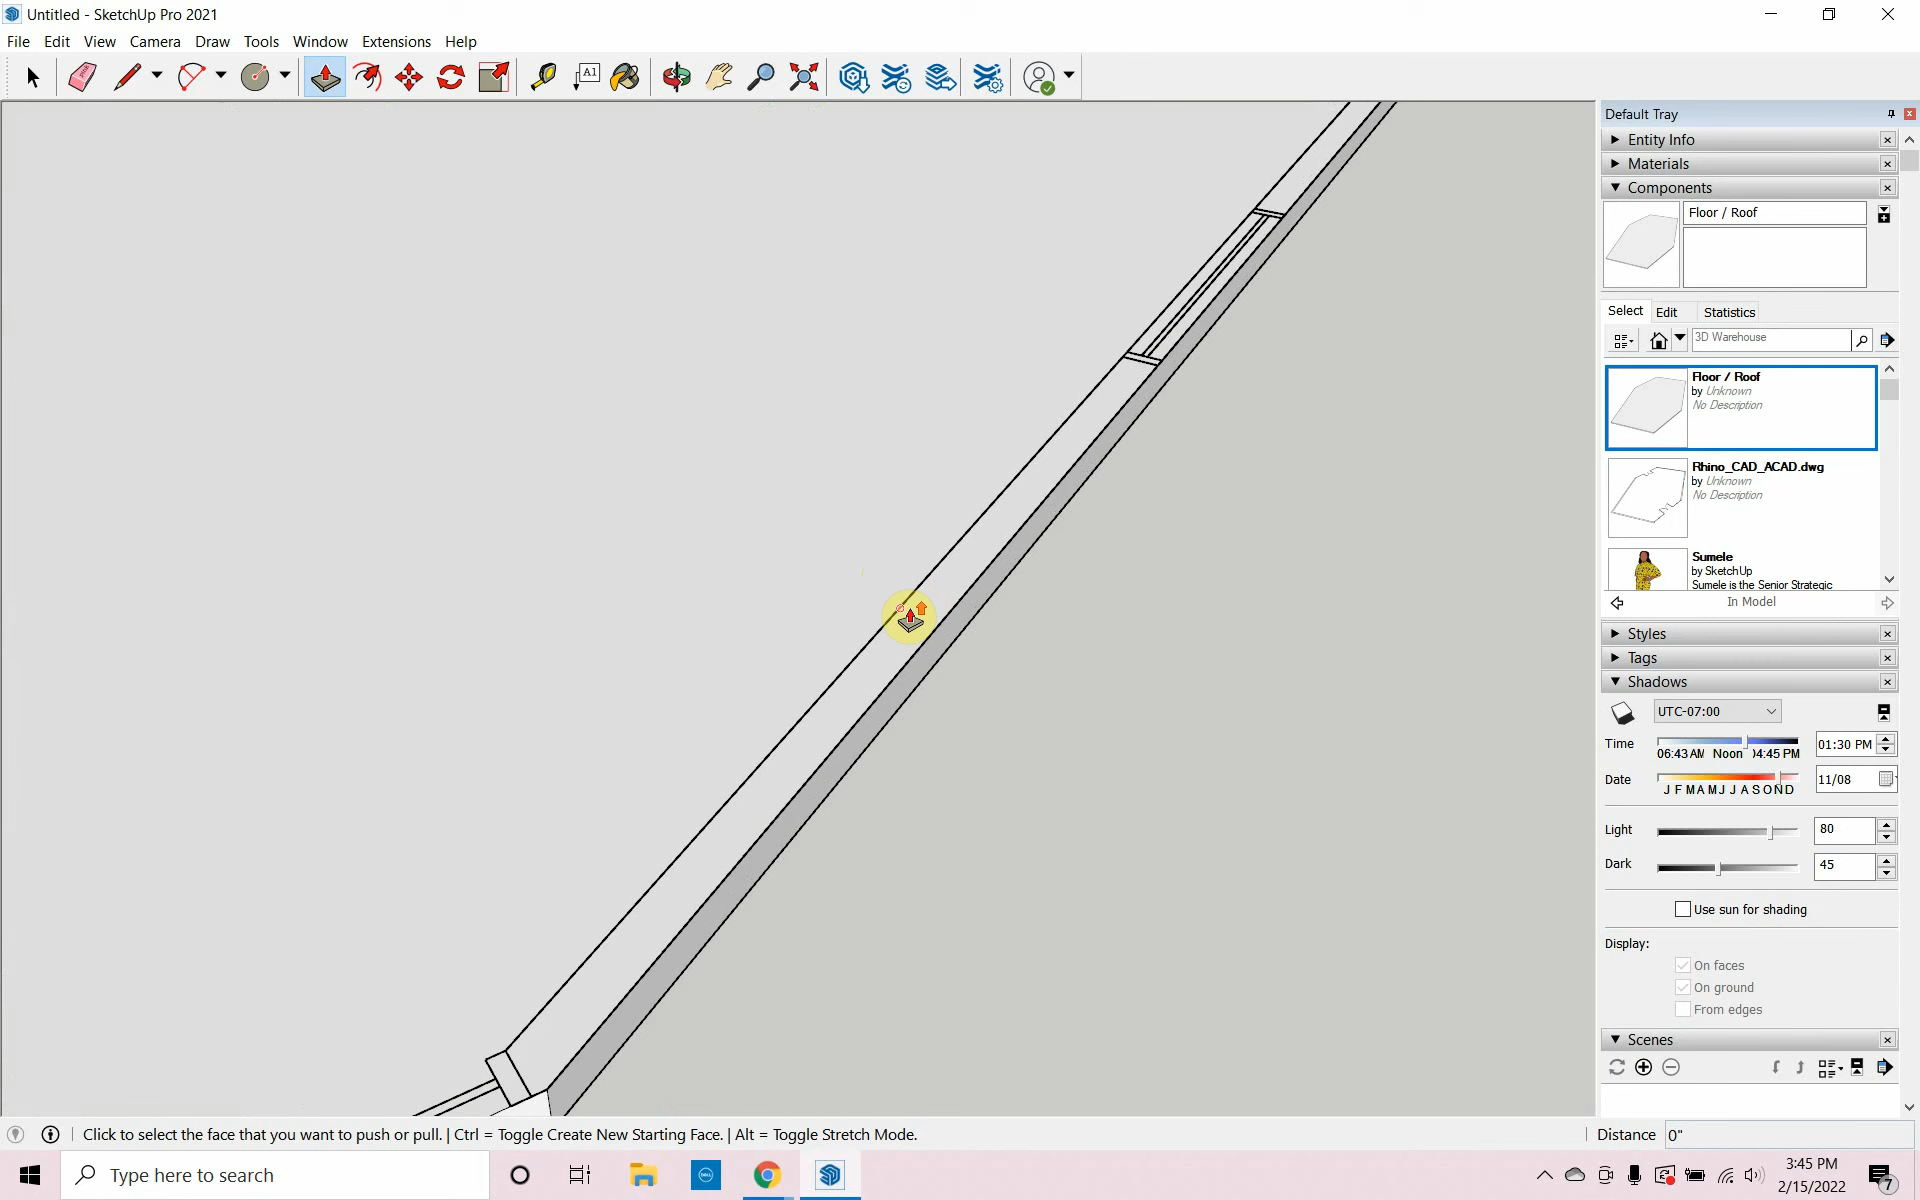 Untitled - SketchUp Pro 2021
File Edit View Camera Draw Tools Window Extensions Help
A1
Default Tray
Entity Info
Materials
Components
Floor / Roof
Select Edit Statistics
3D Warehouse
Floor / Roof
by Unknown
No Description
Rhino_CAD_ACAD.dwg
by Unknown
No Description
Sumele
by SketchUp
Sumele is the Senior Strategic
In Model
Styles
Tags
Shadows
UTC-07:00
Time 06:43 AM Noon 04:45 PM 01:30 PM
Date J F M A M J J A S O N D 11/08
Light 80
Dark 45
Use sun for shading
Display:
On faces
On ground
From edges
Scenes
Click to select the face that you want to push or pull. | Ctrl = Toggle Create New Starting Face. | Alt = Toggle Stretch Mode.
Distance 0"
Type here to search
DELL
3:45 PM
2/15/2022
7